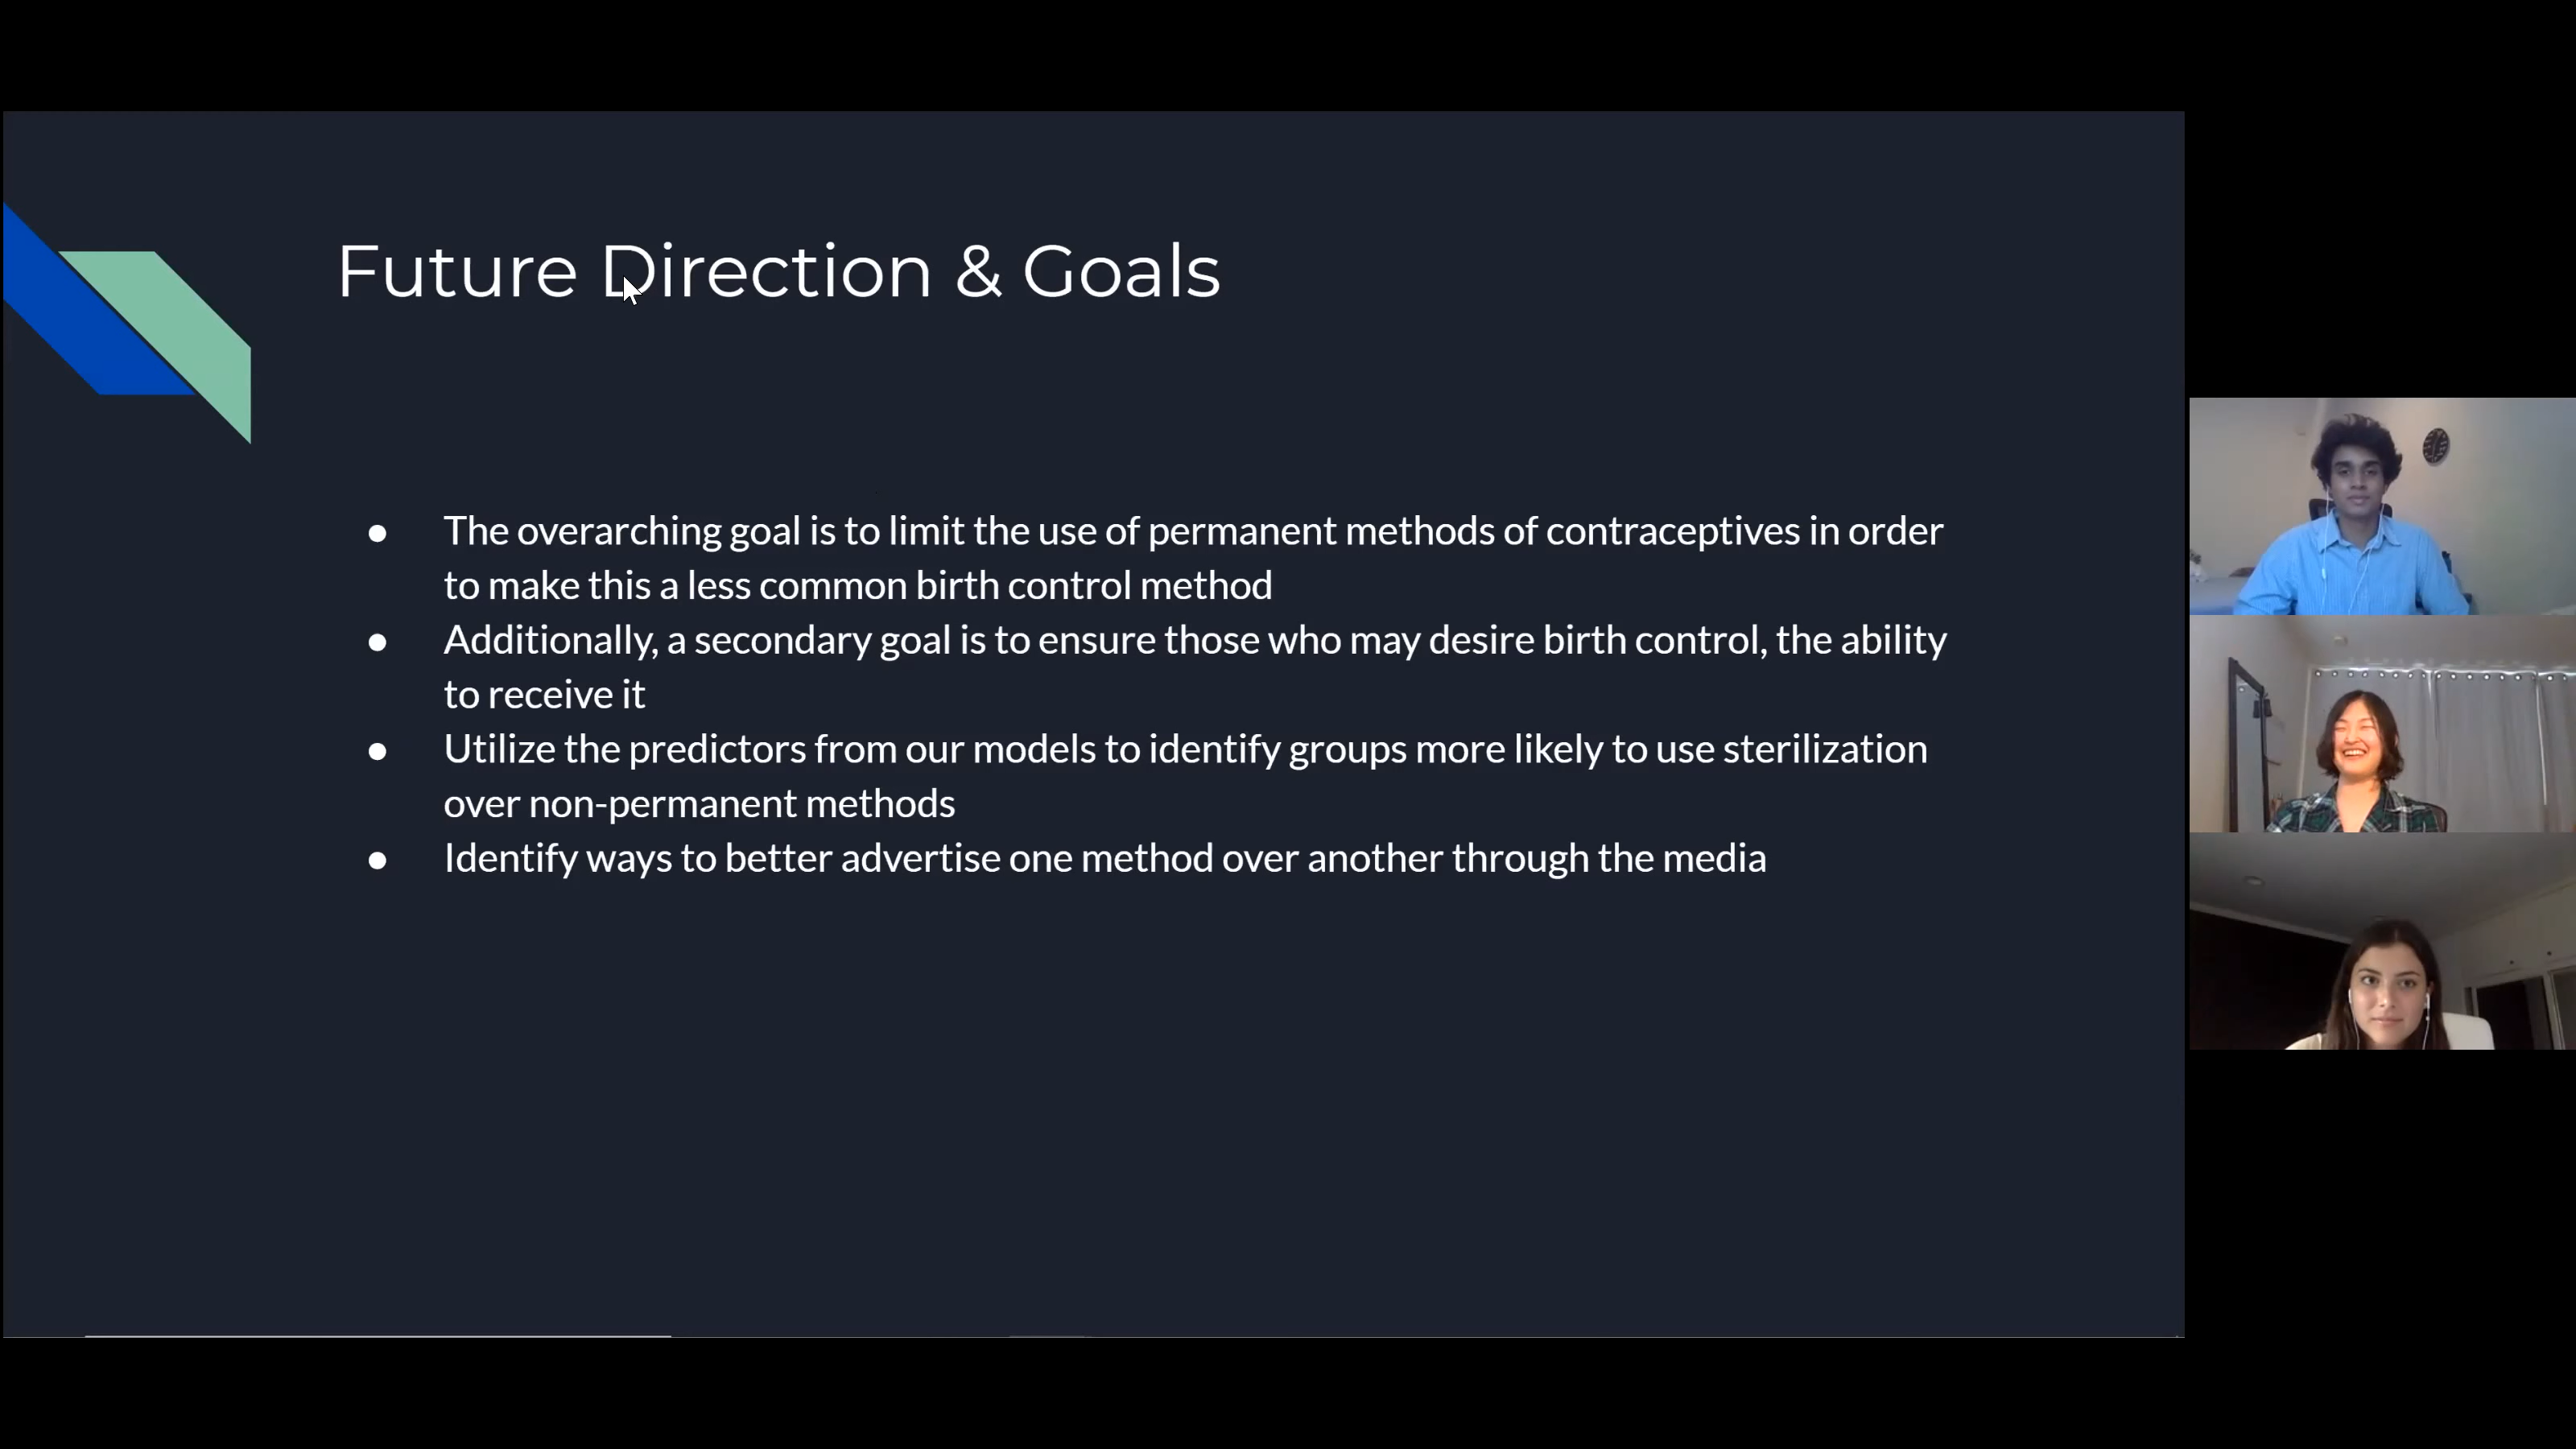 Future Direction & Goals
● The overarching goal is to limit the use of permanent methods of contraceptives in order
to make this a less common birth control method
● Additionally, a secondary goal is to ensure those who may desire birth control, the ability
to receive it
● Utilize the predictors from our models to identify groups more likely to use sterilization
over non-permanent methods
● Identify ways to better advertise one method over another through the media